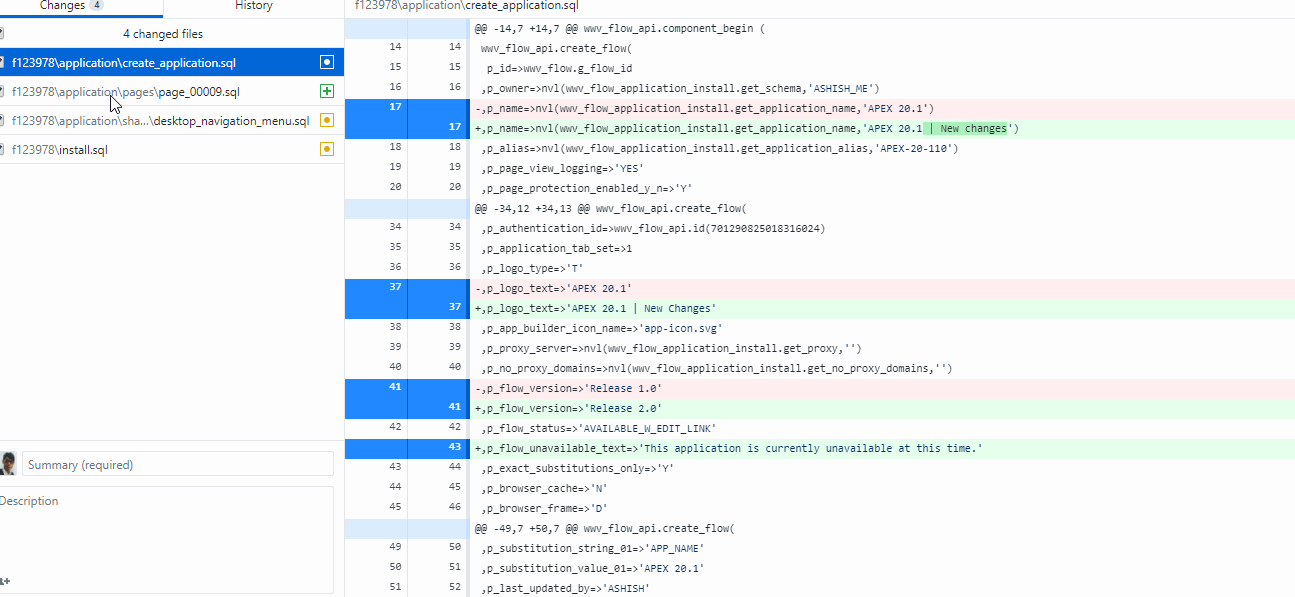 Changes 4 History
4 changed files
f123978\application\create_application.sql
f123978\application\pages\page_00009.sql
f123978\application\sha...\desktop_navigation_menu.sql
f123978\install.sql
Summary (required)
Description
f123978\application\create_application.sql
@@ -14,7 +14,7 @@ wwv_flow_api.component_begin (
14 14 wwv_flow_api.create_flow(
15 15 p_id=>wwv_flow.g_flow_id
16 16 ,p_owner=>nvl(wwv_flow_application_install.get_schema,'ASHISH_ME')
17 -,p_name=>nvl(wwv_flow_application_install.get_application_name,'APEX 20.1')
17 +,p_name=>nvl(wwv_flow_application_install.get_application_name,'APEX 20.1 | New changes')
18 18 ,p_alias=>nvl(wwv_flow_application_install.get_application_alias,'APEX-20-110')
19 19 ,p_page_view_logging=>'YES'
20 20 ,p_page_protection_enabled_y_n=>'Y'
@@ -34,12 +34,13 @@ wwv_flow_api.create_flow(
34 34 ,p_authentication_id=>wwv_flow_api.id(701290825018316024)
35 35 ,p_application_tab_set=>1
36 36 ,p_logo_type=>'T'
37 -,p_logo_text=>'APEX 20.1'
37 +,p_logo_text=>'APEX 20.1 | New Changes'
38 38 ,p_app_builder_icon_name=>'app-icon.svg'
39 39 ,p_proxy_server=>nvl(wwv_flow_application_install.get_proxy,'')
40 40 ,p_no_proxy_domains=>nvl(wwv_flow_application_install.get_no_proxy_domains,'')
41 -,p_flow_version=>'Release 1.0'
41 +,p_flow_version=>'Release 2.0'
42 42 ,p_flow_status=>'AVAILABLE_W_EDIT_LINK'
43 +,p_flow_unavailable_text=>'This application is currently unavailable at this time.'
43 44 ,p_exact_substitutions_only=>'Y'
44 45 ,p_browser_cache=>'N'
45 46 ,p_browser_frame=>'D'
@@ -49,7 +50,7 @@ wwv_flow_api.create_flow(
49 50 ,p_substitution_string_01=>'APP_NAME'
50 51 ,p_substitution_value_01=>'APEX 20.1'
51 52 ,p_last_updated_by=>'ASHISH'